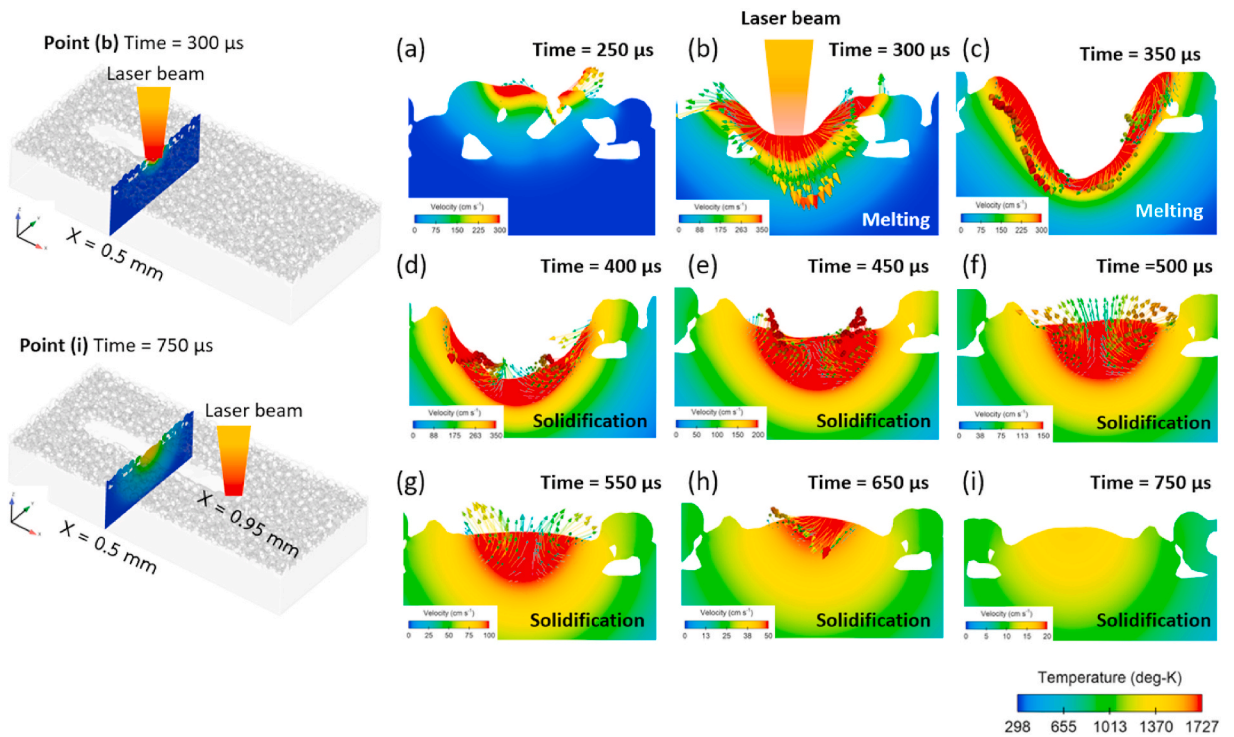 Point (b) Time = 300 µs
Laser beam
X = 0.5 mm
Point (i) Time = 750 µs
Laser beam
X = 0.95 mm
X = 0.5 mm
Laser beam
(a) Time = 250 µs
Velocity (cm s-1)
0 75 150 225 300
(b) Time = 300 µs
Velocity (cm s-1)
0 88 175 263 350
Melting
(c) Time = 350 µs
Velocity (cm s-1)
0 75 150 225 300
Melting
(d) Time = 400 µs
Velocity (cm s-1)
0 88 175 263 350
Solidification
(e) Time = 450 µs
Velocity (cm s-1)
0 50 100 150 200
Solidification
(f) Time =500 µs
Velocity (cm s-1)
0 38 75 113 150
Solidification
(g) Time = 550 µs
Velocity (cm s-1)
0 25 50 75 100
Solidification
(h) Time = 650 µs
Velocity (cm s-1)
0 13 25 38 50
Solidification
(i) Time = 750 µs
Velocity (cm s-1)
0 5 10 15 20
Solidification
Temperature (deg-K)
298 655 1013 1370 1727